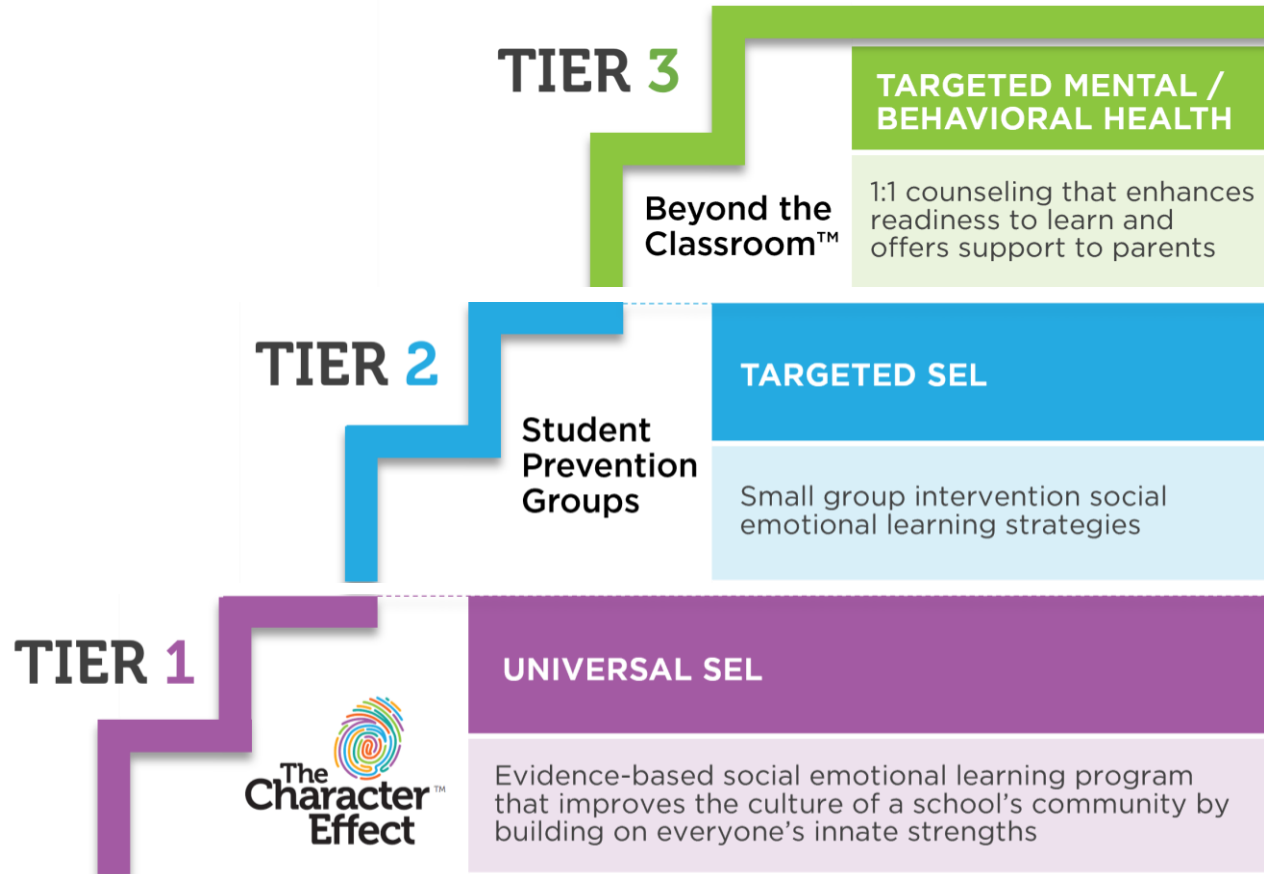 TIER 3
TARGETED MENTAL /
BEHAVIORAL HEALTH
Beyond the
Classroom™
1:1 counseling that enhances
readiness to learn and
offers support to parents
TIER 2
TARGETED SEL
Student
Prevention
Groups
Small group intervention social
emotional learning strategies
TIER 1
UNIVERSAL SEL
The
Character™
Effect
Evidence-based social emotional learning program
that improves the culture of a school's community by
building on everyone's innate strengths